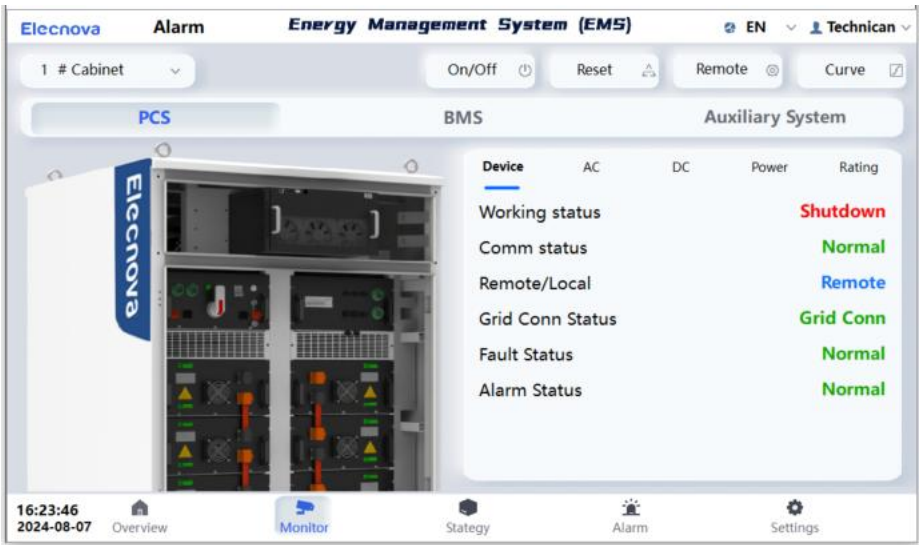 Elecnova
Alarm
Energy Management System (EMS)
EN
Technican
1 # Cabinet
On/Off
Reset
Remote
Curve
PCS
BMS
Auxiliary System
Elecnova
Device
AC
DC
Power
Rating
Working status Shutdown
Comm status Normal
Remote/Local Remote
Grid Conn Status Grid Conn
Fault Status Normal
Alarm Status Normal
16:23:46
2024-08-07
Overview
Monitor
Stategy
Alarm
Settings